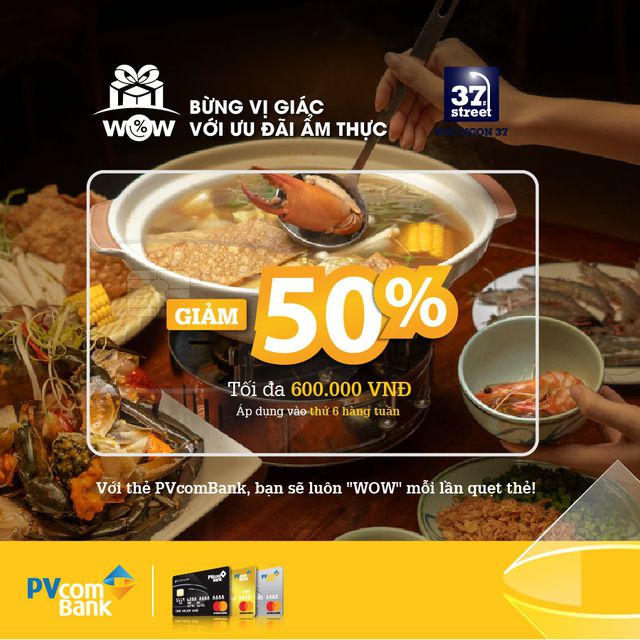 WOW
%
BỪNG VỊ GIÁC
VỚI ƯU ĐÃI ẨM THỰC
37
street
GIẢM 50%
Tối đa 600.000 VNĐ
Áp dụng vào thứ 6 hàng tuần
Với thẻ PVcomBank, bạn sẽ luôn "WOW" mỗi lần quẹt thẻ!
PVcom
Bank